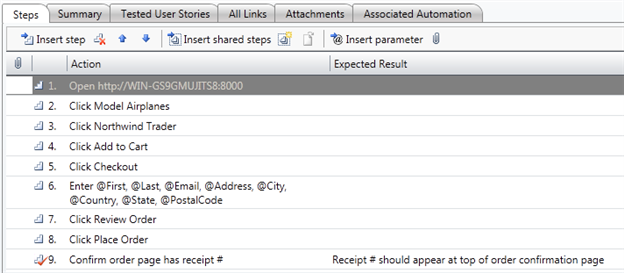 Steps Summary Tested User Stories All Links Attachments Associated Automation
Insert step Insert shared steps Insert parameter
Action Expected Result
1. Open http://WIN-GS9GMUJITS8:8000
2. Click Model Airplanes
3. Click Northwind Trader
4. Click Add to Cart
5. Click Checkout
6. Enter @First, @Last, @Email, @Address, @City,
@Country, @State, @PostalCode
7. Click Review Order
8. Click Place Order
9. Confirm order page has receipt # Receipt # should appear at top of order confirmation page